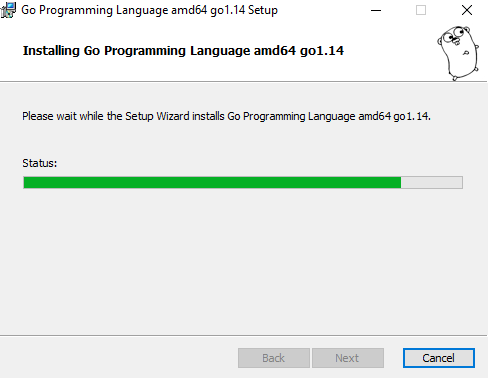 Go Programming Language amd64 go1.14 Setup
Installing Go Programming Language amd64 go1.14
Please wait while the Setup Wizard installs Go Programming Language amd64 go1.14.
Status:
Back Next Cancel